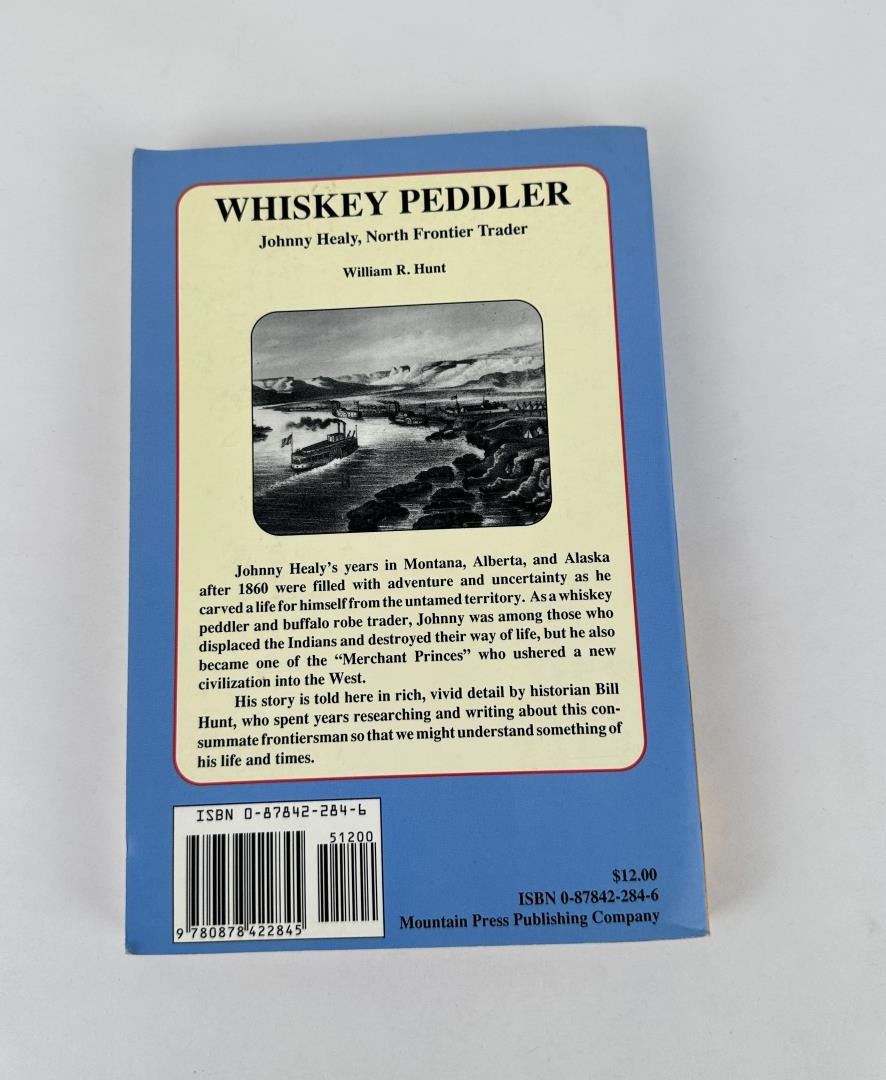 WHISKEY PEDDLER
Johnny Healy, North Frontier Trader
William R. Hunt
Johnny Healy's years in Montana, Alberta, and Alaska
after 1860 were filled with adventure and uncertainty as he
carved a life for himself from the untamed territory. As a whiskey
peddler and buffalo robe trader, Johnny was among those who
displaced the Indians and destroyed their way of life, but he also
became one of the “Merchant Princes” who ushered a new
civilization into the West.
His story is told here in rich, vivid detail by historian Bill
Hunt, who spent years researching and writing about this con-
summate frontiersman so that we might understand something of
his life and times.
ISBN 0-87842-284-6
51200
9 780878 422845
$12.00
ISBN 0-87842-284-6
Mountain Press Publishing Company